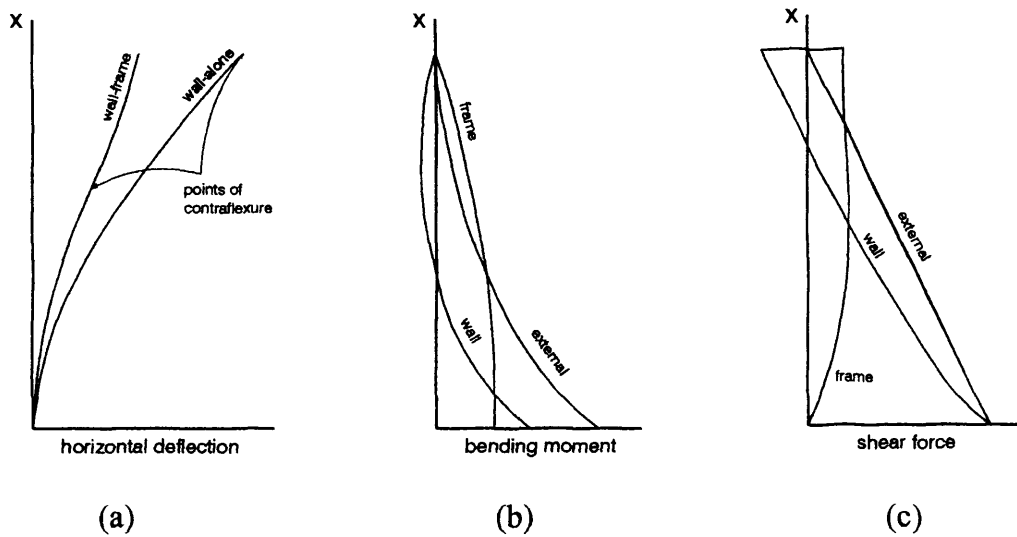 X
wall-frame
wall-alone
points of
contraflexure
horizontal deflection
(a)
X
frame
wall
external
bending moment
(b)
X
external
wall
frame
shear force
(c)